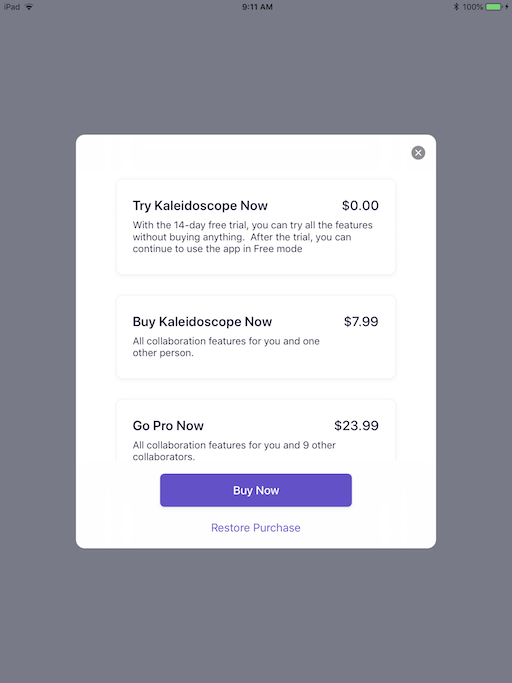 iPad 9:11 AM 100%
Try Kaleidoscope Now $0.00
With the 14-day free trial, you can try all the features
without buying anything.  After the trial, you can
continue to use the app in Free mode
Buy Kaleidoscope Now $7.99
All collaboration features for you and one
other person.
Go Pro Now $23.99
All collaboration features for you and 9 other
collaborators.
Buy Now
Restore Purchase